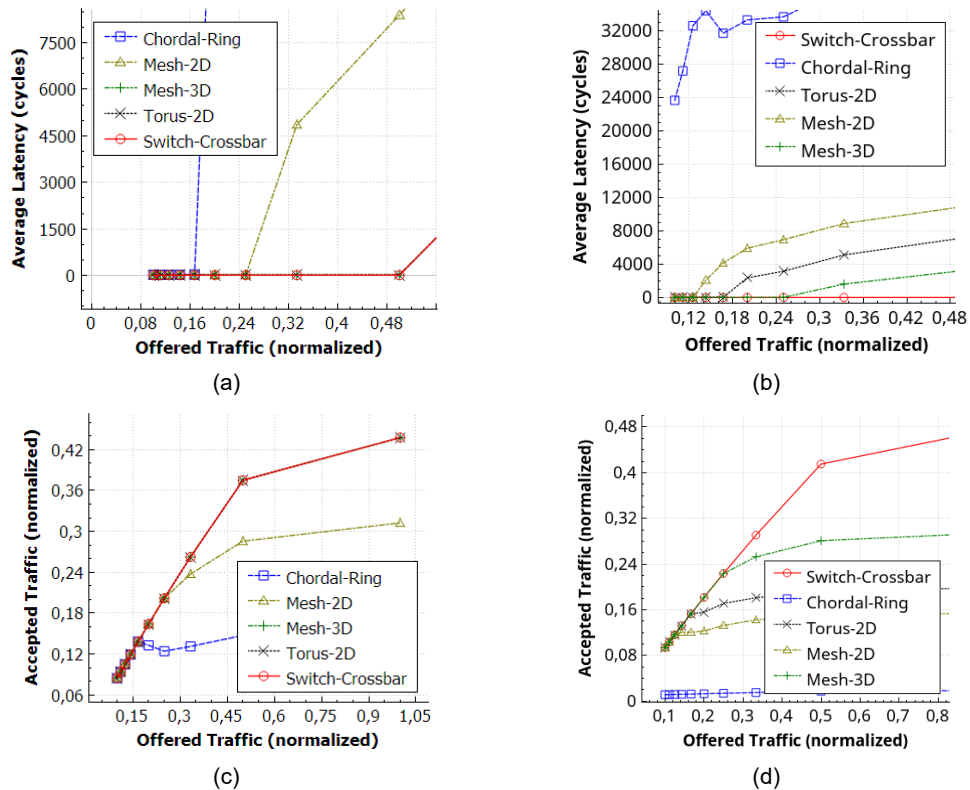 Average Latency (cycles)
7500
6000
4500
3000
1500
0
Chordal-Ring
Mesh-2D
Mesh-3D
Torus-2D
Switch-Crossbar
0 0,08 0,16 0,24 0,32 0,4 0,48
Offered Traffic (normalized)
(a)
Average Latency (cycles)
32000
28000
24000
20000
16000
12000
8000
4000
0
Switch-Crossbar
Chordal-Ring
Torus-2D
Mesh-2D
Mesh-3D
0,12 0,18 0,24 0,3 0,36 0,42 0,48
Offered Traffic (normalized)
(b)
Accepted Traffic (normalized)
0,42
0,36
0,3
0,24
0,18
0,12
0,06
Chordal-Ring
Mesh-2D
Mesh-3D
Torus-2D
Switch-Crossbar
0,15 0,3 0,45 0,6 0,75 0,9 1,05
Offered Traffic (normalized)
(c)
Accepted Traffic (normalized)
0,48
0,4
0,32
0,24
0,16
0,08
0
Switch-Crossbar
Chordal-Ring
Torus-2D
Mesh-2D
Mesh-3D
0,1 0,2 0,3 0,4 0,5 0,6 0,7 0,8
Offered Traffic (normalized)
(d)